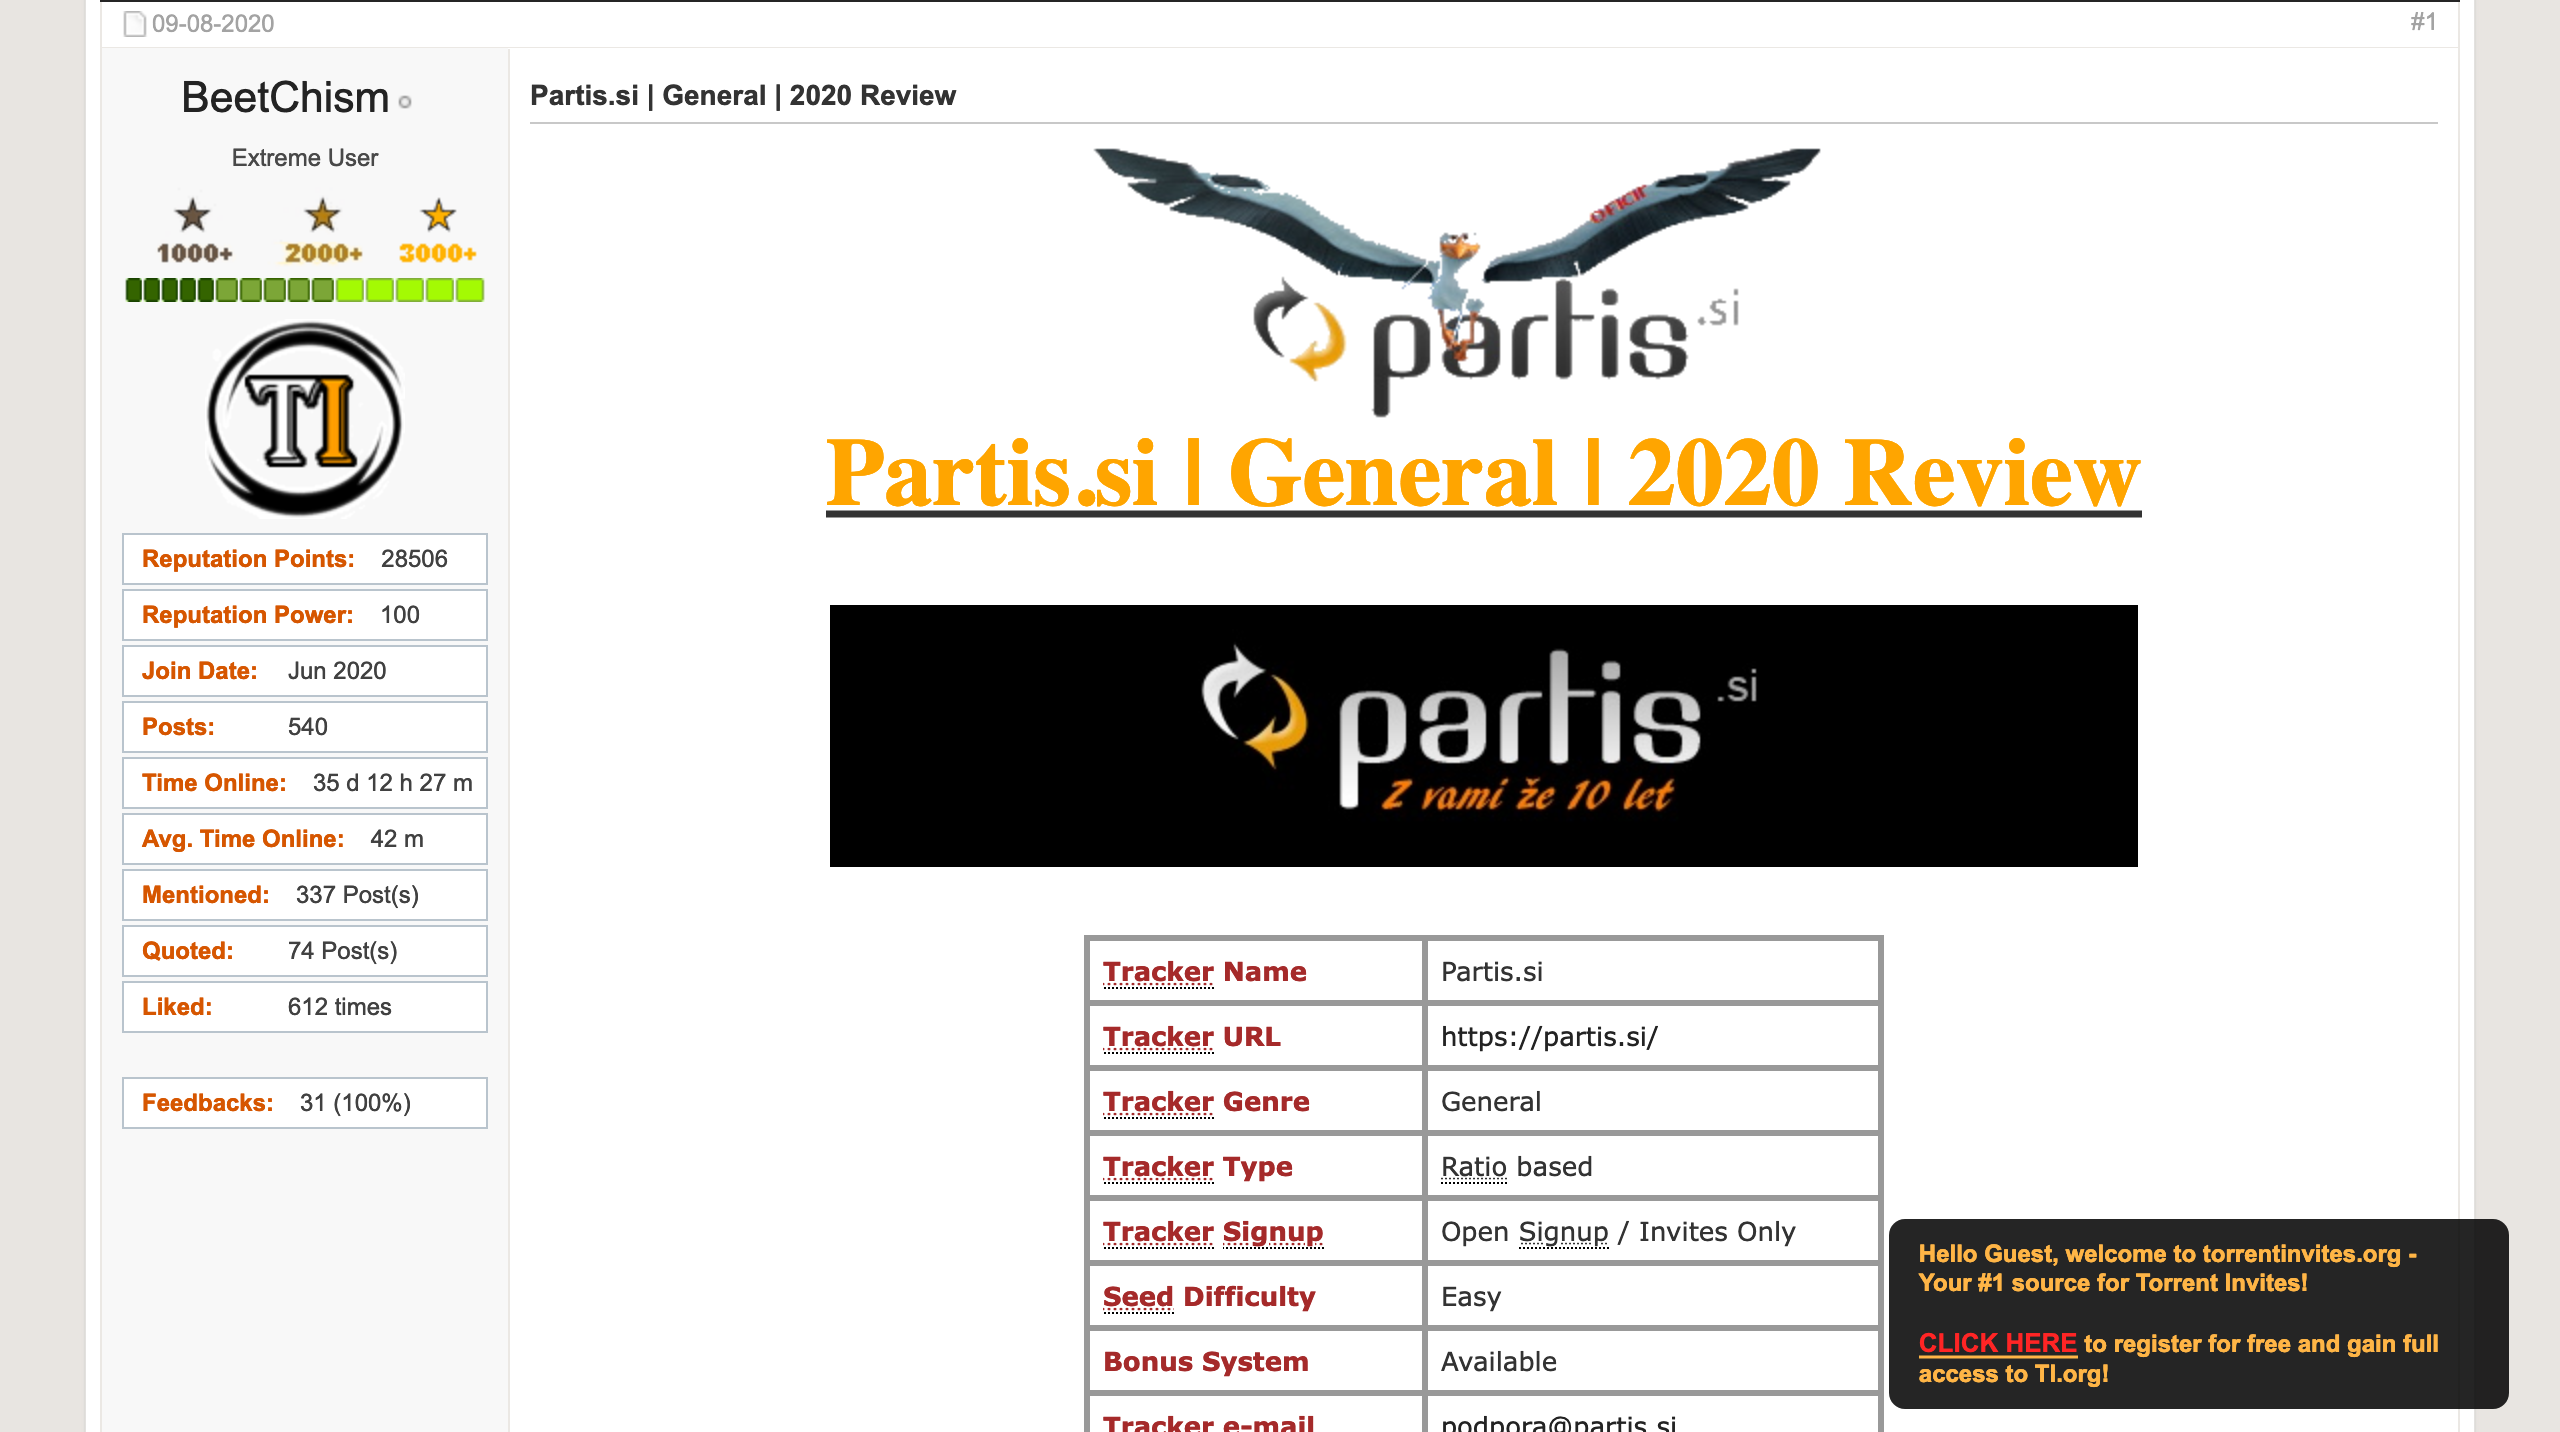 09-08-2020
#1
BeetChism
Extreme User
1000+ 2000+ 3000+
TI
Reputation Points: 28506
Reputation Power: 100
Join Date: Jun 2020
Posts: 540
Time Online: 35 d 12 h 27 m
Avg. Time Online: 42 m
Mentioned: 337 Post(s)
Quoted: 74 Post(s)
Liked: 612 times
Feedbacks: 31 (100%)
Partis.si | General | 2020 Review
OFICIR
partis.si
Partis.si | General | 2020 Review
partis.si
Z vami že 10 let
Tracker Name Partis.si
Tracker URL https://partis.si/
Tracker Genre General
Tracker Type Ratio based
Tracker Signup Open Signup / Invites Only
Seed Difficulty Easy
Bonus System Available
Tracker e-mail podpora@partis.si
Hello Guest, welcome to torrentinvites.org -
Your #1 source for Torrent Invites!
CLICK HERE to register for free and gain full
access to TI.org!